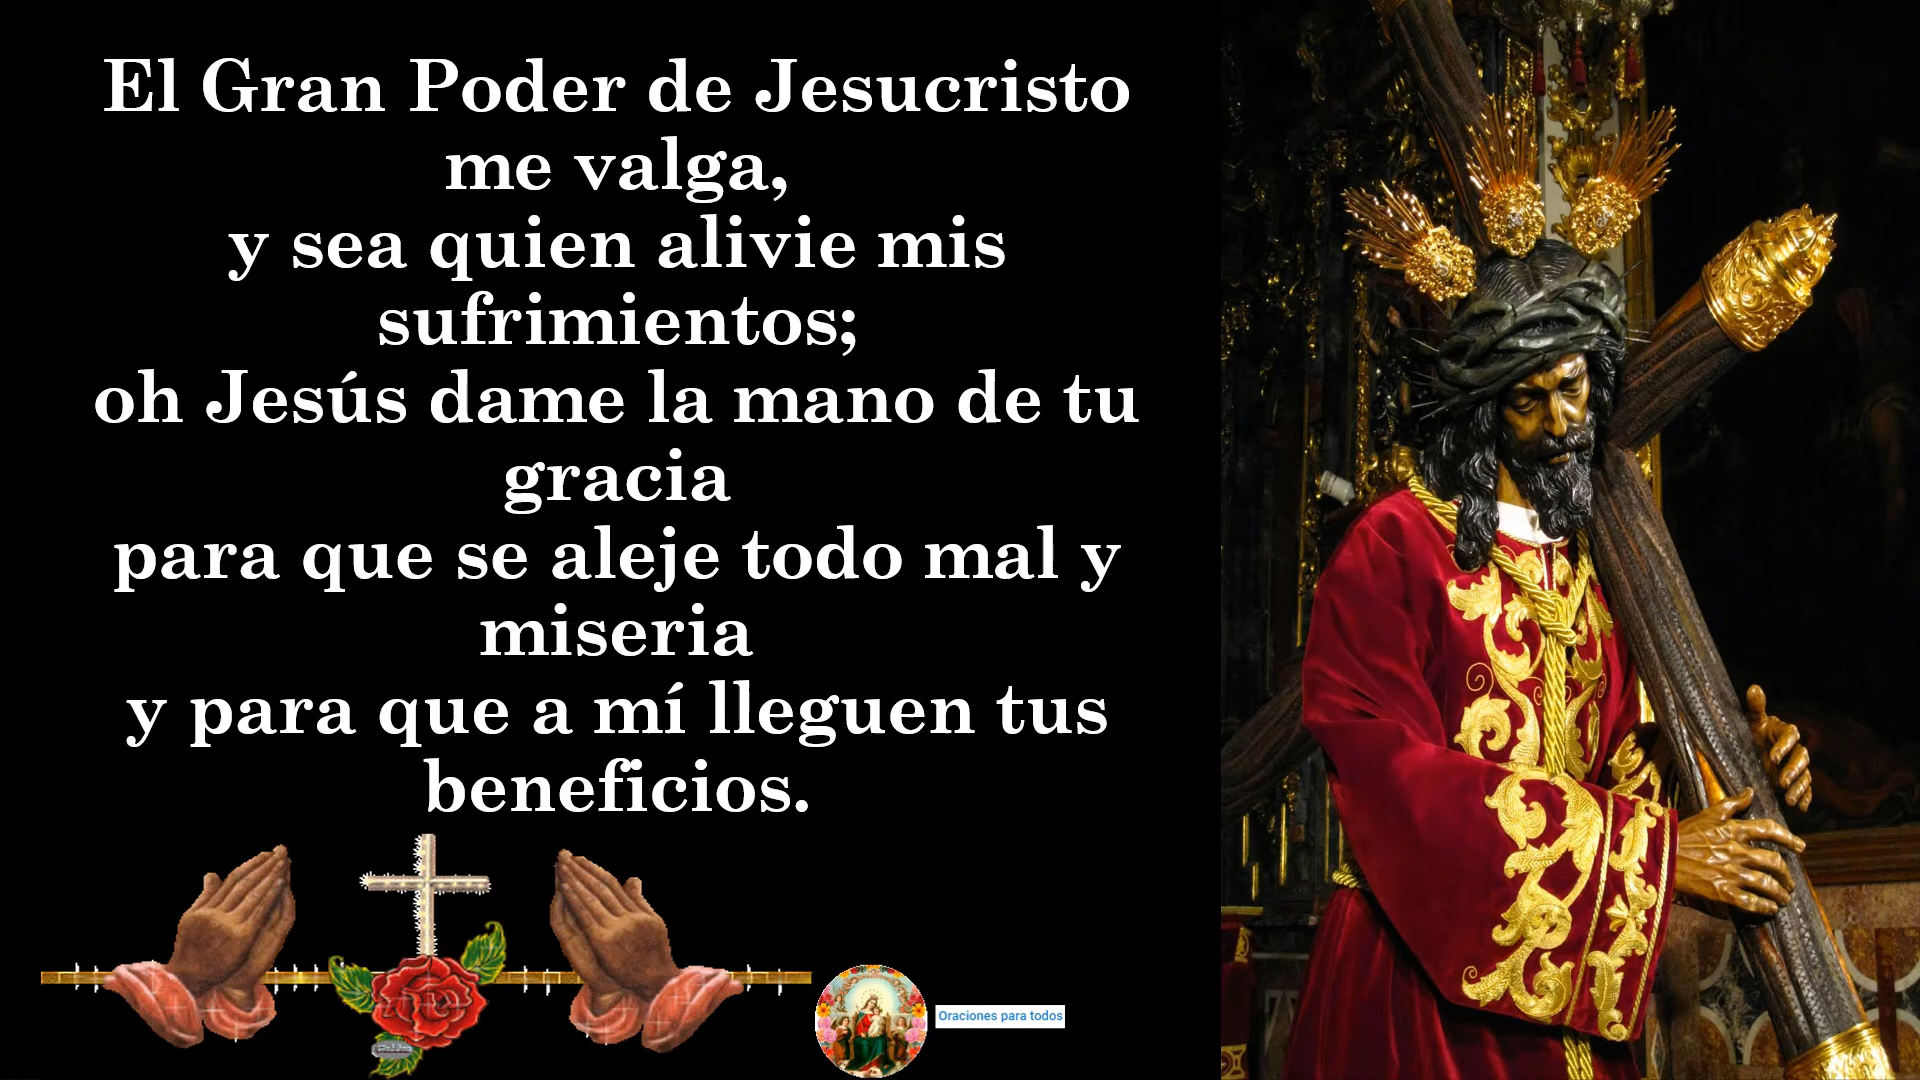 El Gran Poder de Jesucristo
me valga,
y sea quien alivie mis
sufrimientos;
oh Jesús dame la mano de tu
gracia
para que se aleje todo mal y
miseria
y para que a mí lleguen tus
beneficios.
Oraciones para todos